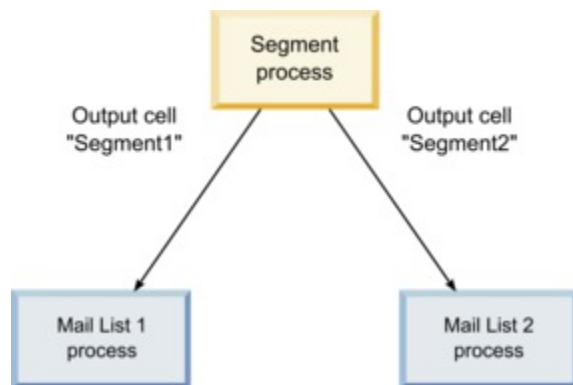 Segment
process
Output cell
"Segment1"
Output cell
"Segment2"
Mail List 1
process
Mail List 2
process